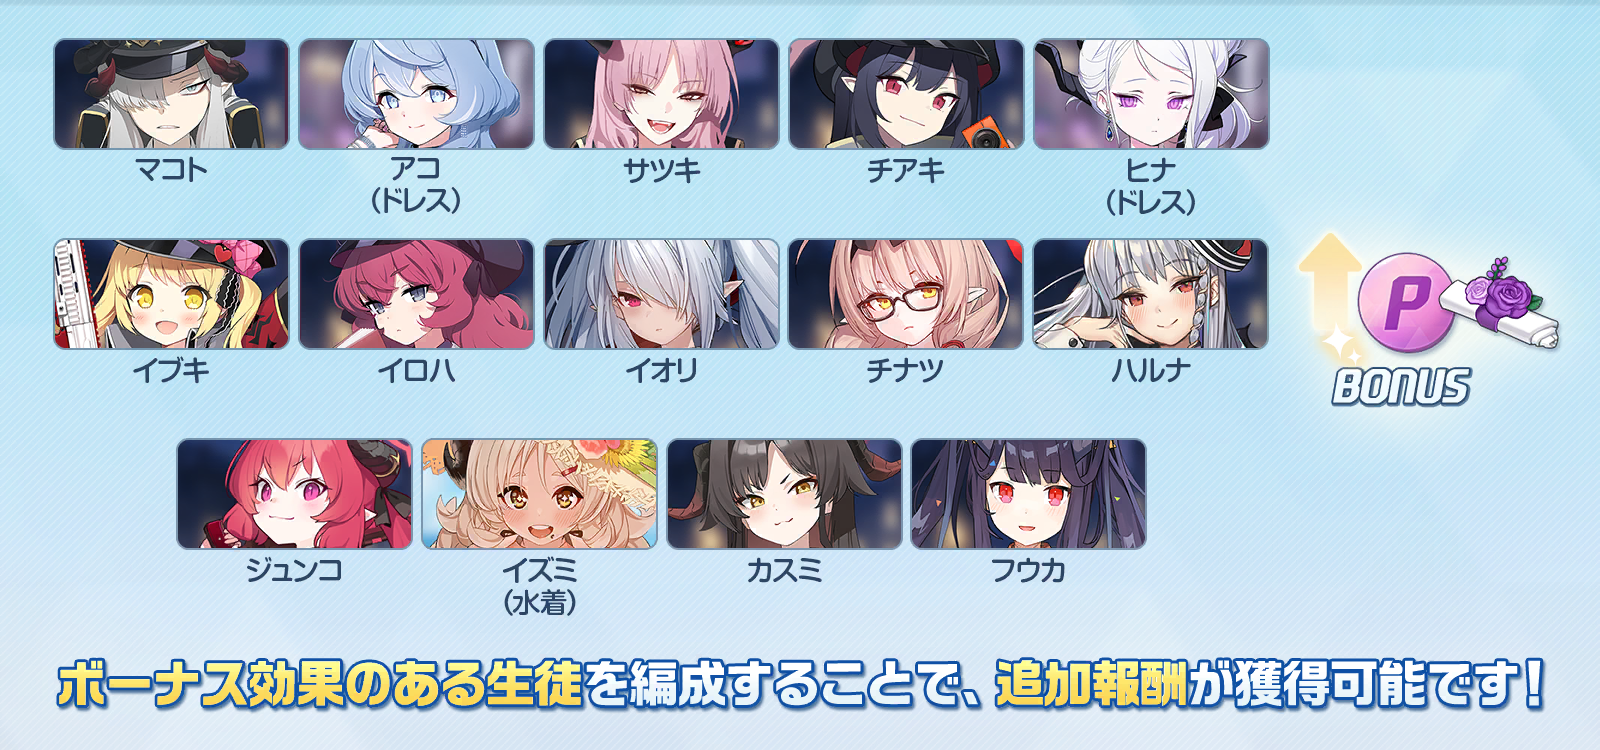 マコト
アコ
(ドレス)
サツキ
チアキ
ヒナ
(ドレス)
イブキ
イロハ
イオリ
チナツ
ハルナ
P
BONUS
ジュンコ
イズミ
(水着)
カスミ
フウカ
ボーナス効果のある生徒を編成することで、追加報酬が獲得可能です!